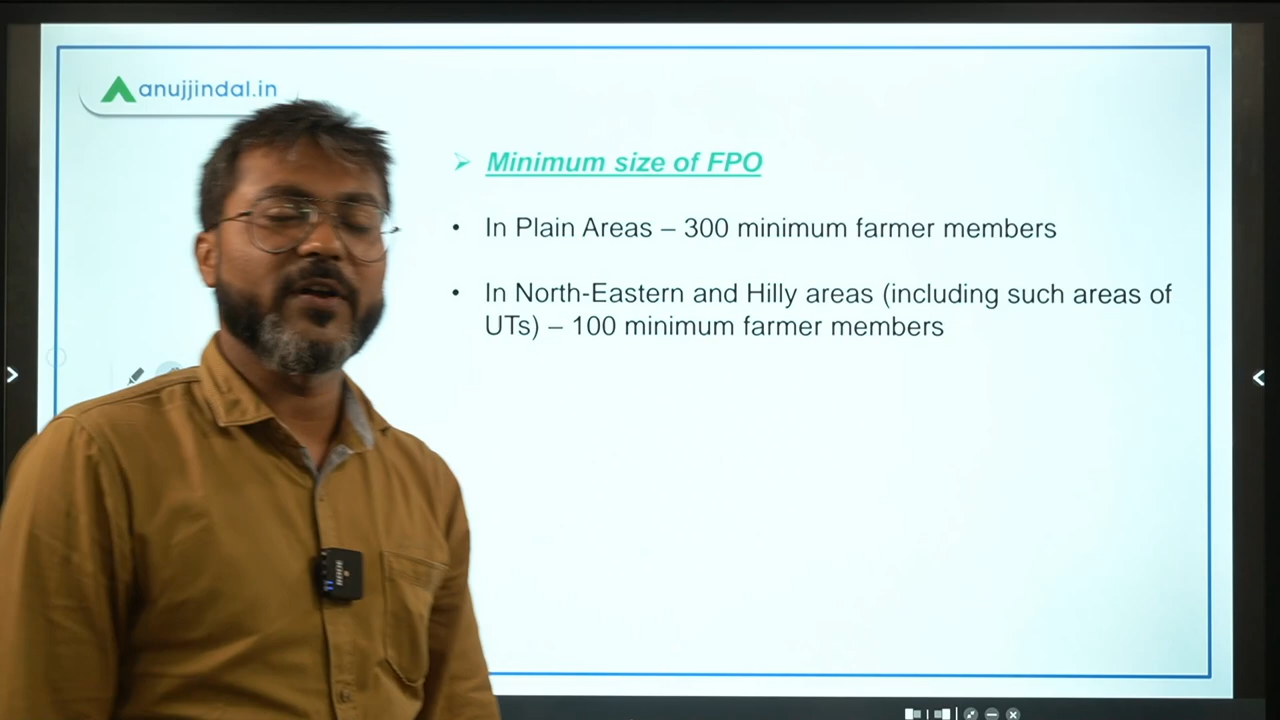 anujjindal.in
Minimum size of FPO
In Plain Areas – 300 minimum farmer members
In North-Eastern and Hilly areas (including such areas of
UTs) – 100 minimum farmer members
RODE